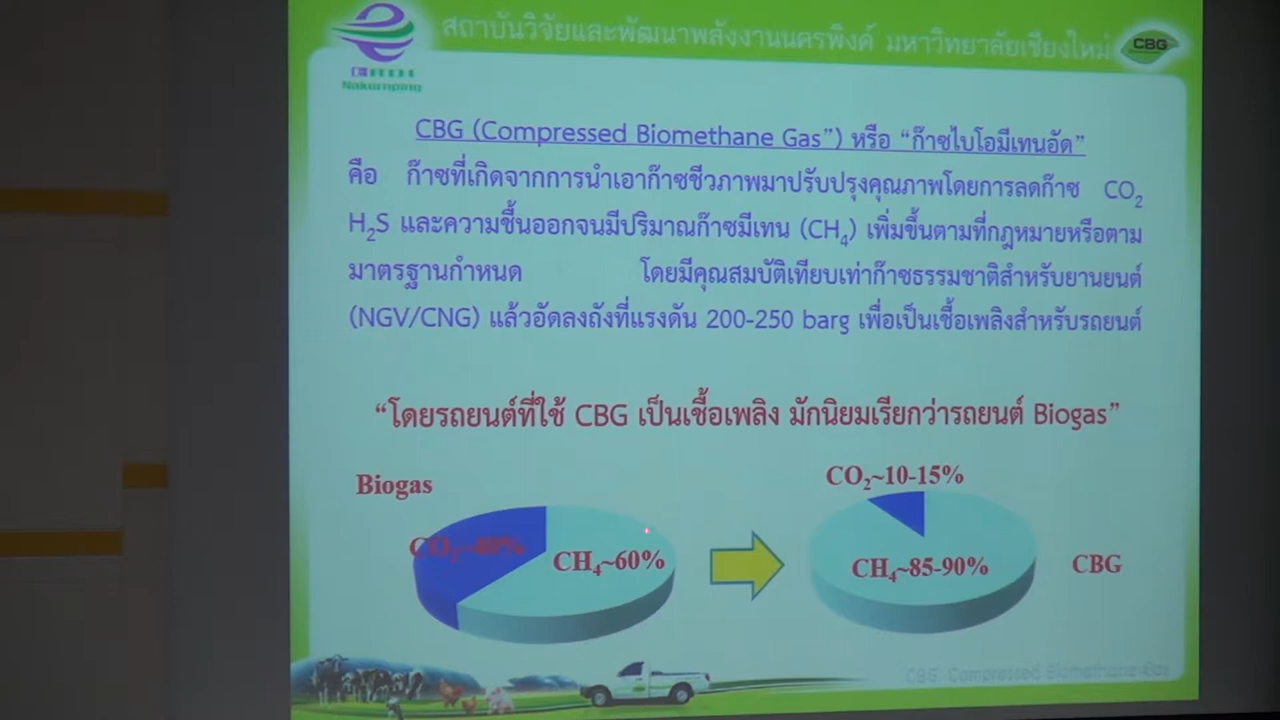 สถาบันวิจัยและพัฒนาพลังงานนครพิงค์ มหาวิทยาลัยเชียงใหม่
CBG
ERDI
Nakornping
CBG (Compressed Biomethane Gas”) หรือ “ก๊าซไบโอมีเทนอัด”
คือ ก๊าซที่เกิดจากการนำเอาก๊าซชีวภาพมาปรับปรุงคุณภาพโดยการลดก๊าซ CO₂
H₂S และความชื้นออกจนมีปริมาณก๊าซมีเทน (CH₄) เพิ่มขึ้นตามที่กฎหมายหรือตาม
มาตรฐานกำหนด โดยมีคุณสมบัติเทียบเท่าก๊าซธรรมชาติสำหรับยานยนต์
(NGV/CNG) แล้วอัดลงถังที่แรงดัน 200-250 barg เพื่อเป็นเชื้อเพลิงสำหรับรถยนต์
“โดยรถยนต์ที่ใช้ CBG เป็นเชื้อเพลิง มักนิยมเรียกว่ารถยนต์ Biogas”
Biogas
CO₂~40%
CH₄~60%
CO₂~10-15%
CH₄~85-90%
CBG
CBG: Compressed Biomethane Gas